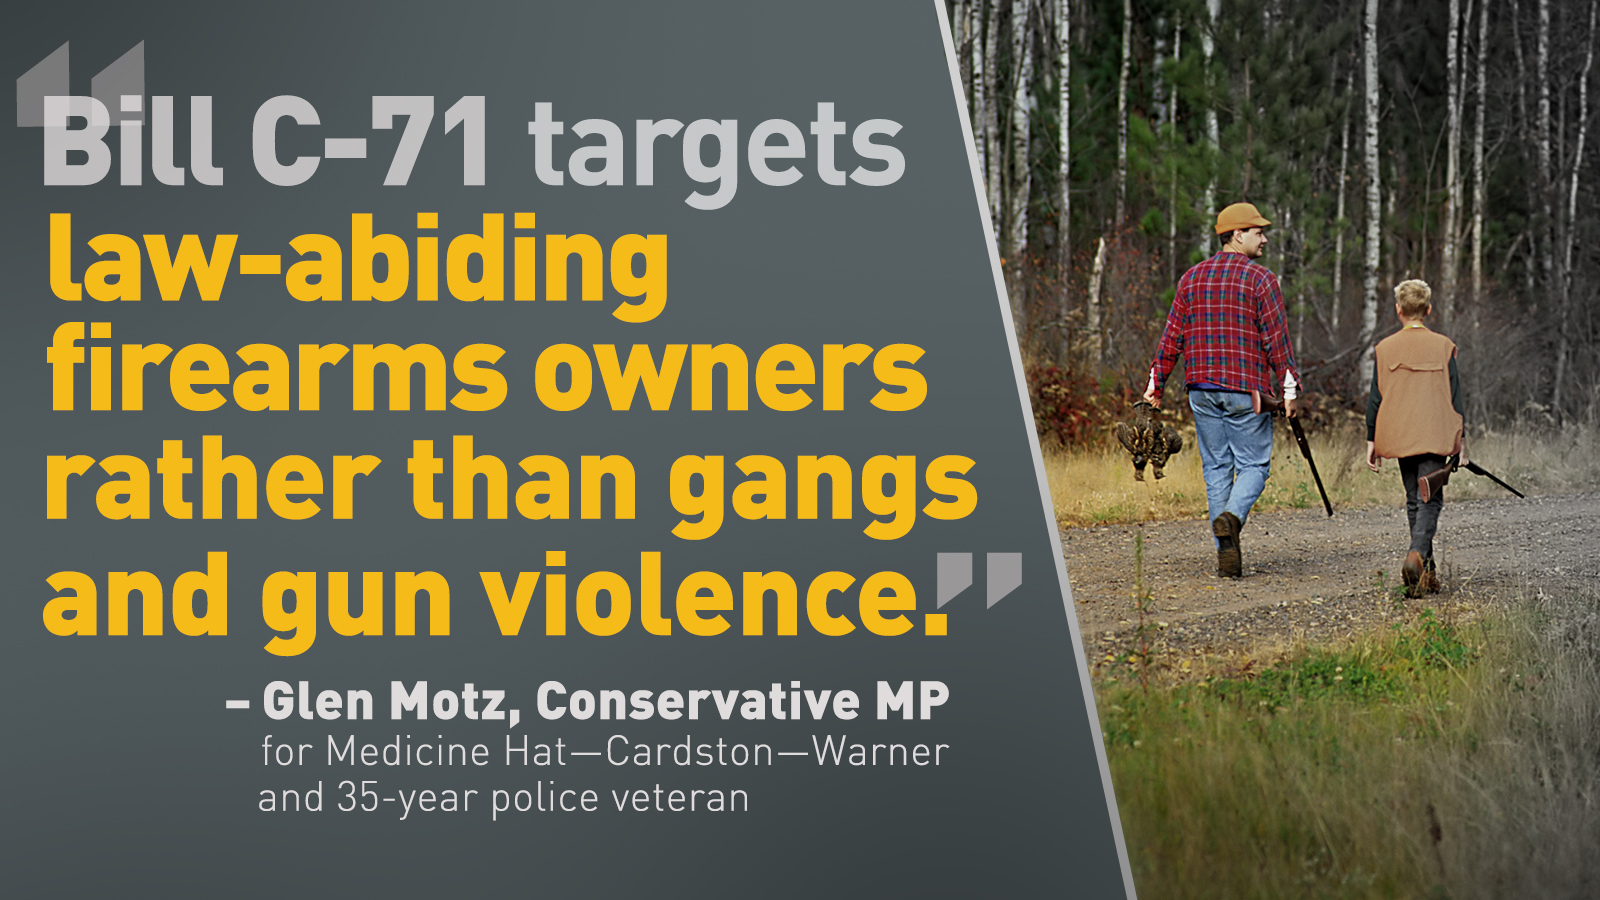 “Bill C-71 targets
law-abiding
firearms owners
rather than gangs
and gun violence.”
– Glen Motz, Conservative MP
for Medicine Hat—Cardston—Warner
and 35-year police veteran